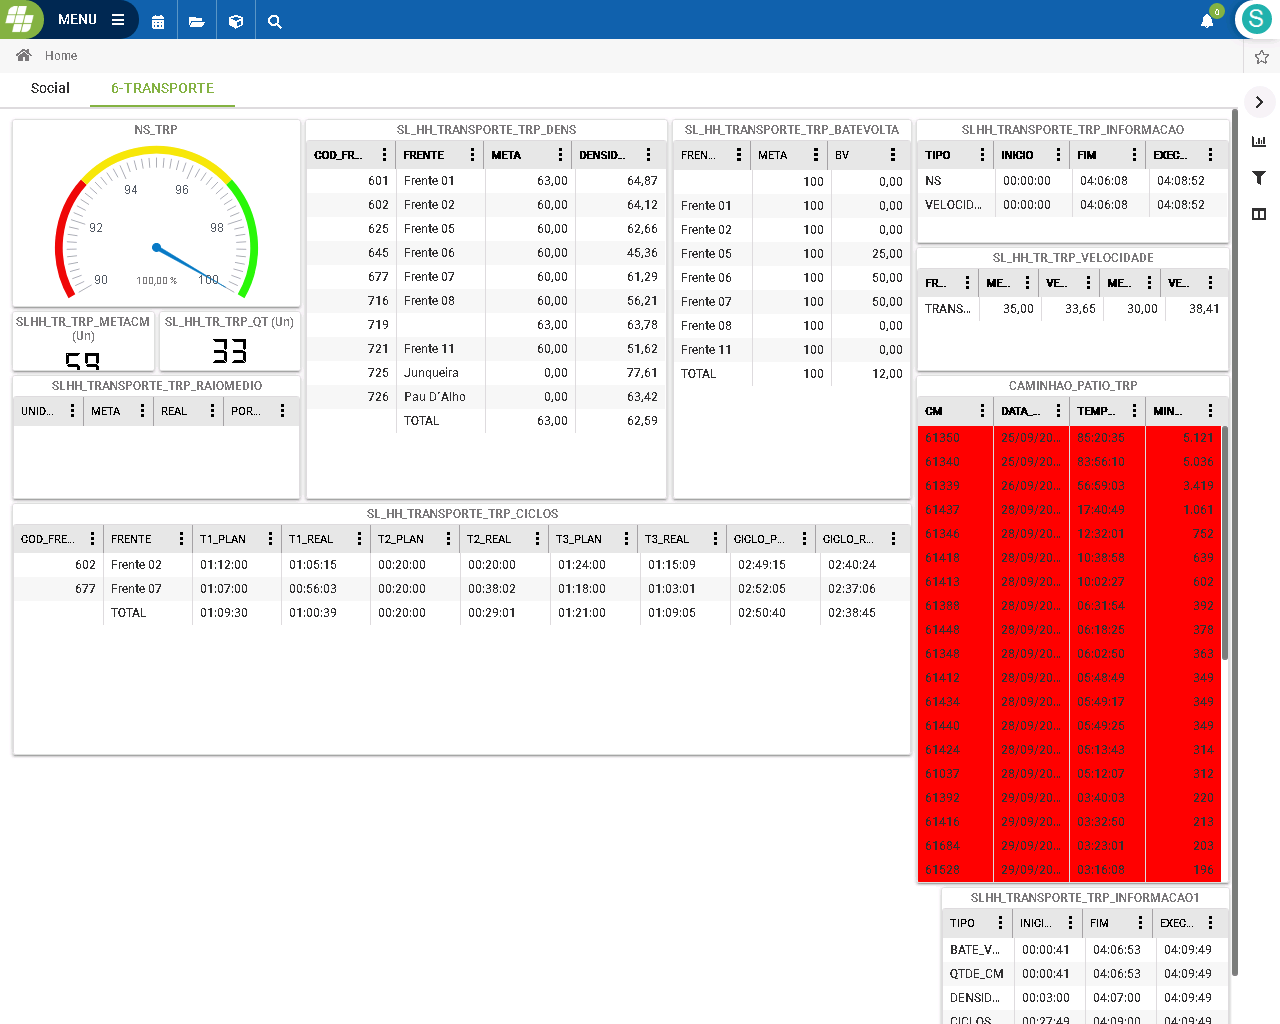 MENU
0
S
Home
Social
6-TRANSPORTE
NS_TRP
90
92
94
96
98
100
100,00 %
SLHH_TR_TRP_METACM
(Un)
59
SL_HH_TR_TRP_QT (Un)
33
SLHH_TRANSPORTE_TRP_RAIOMEDIO
UNID... META REAL POR...
SL_HH_TRANSPORTE_TRP_DENS
COD_FR... FRENTE META DENSID...
601 Frente 01 63,00 64,87
602 Frente 02 60,00 64,12
625 Frente 05 60,00 62,66
645 Frente 06 60,00 45,36
677 Frente 07 60,00 61,29
716 Frente 08 60,00 56,21
719 63,00 63,78
721 Frente 11 60,00 51,62
725 Junqueira 0,00 77,61
726 Pau D´Alho 0,00 63,42
TOTAL 63,00 62,59
SL_HH_TRANSPORTE_TRP_BATEVOLTA
FREN... META BV
100 0,00
Frente 01 100 0,00
Frente 02 100 0,00
Frente 05 100 25,00
Frente 06 100 50,00
Frente 07 100 50,00
Frente 08 100 0,00
Frente 11 100 0,00
TOTAL 100 12,00
SLHH_TRANSPORTE_TRP_INFORMACAO
TIPO INICIO FIM EXEC...
NS 00:00:00 04:06:08 04:08:52
VELOCID... 00:00:00 04:06:08 04:08:52
SL_HH_TR_TRP_VELOCIDADE
FR... ME... VE... ME... VE...
TRANS... 35,00 33,65 30,00 38,41
CAMINHAO_PATIO_TRP
CM DATA_... TEMP... MIN...
61360 25/09/20... 85:20:35 5.121
61340 25/09/20... 83:56:10 5.036
61339 26/09/20... 56:59:03 3.419
61437 28/09/20... 17:40:49 1.061
61346 28/09/20... 12:32:01 752
61418 28/09/20... 10:38:58 639
61413 28/09/20... 10:02:27 602
61388 28/09/20... 06:31:54 392
61448 28/09/20... 06:18:25 378
61348 28/09/20... 06:02:50 363
61412 28/09/20... 05:48:49 349
61434 28/09/20... 05:49:17 349
61440 28/09/20... 05:49:25 349
61424 28/09/20... 05:13:43 314
61037 28/09/20... 05:12:07 312
61392 29/09/20... 03:40:03 220
61416 29/09/20... 03:32:50 213
61684 29/09/20... 03:23:01 203
61528 29/09/20... 03:16:08 196
SL_HH_TRANSPORTE_TRP_CICLOS
COD_FRE... FRENTE T1_PLAN T1_REAL T2_PLAN T2_REAL T3_PLAN T3_REAL CICLO_P... CICLO_R...
602 Frente 02 01:12:00 01:05:15 00:20:00 00:20:00 01:24:00 01:15:09 02:49:15 02:40:24
677 Frente 07 01:07:00 00:56:03 00:20:00 00:38:02 01:18:00 01:03:01 02:52:05 02:37:06
TOTAL 01:09:30 01:00:39 00:20:00 00:29:01 01:21:00 01:09:05 02:50:40 02:38:45
SLHH_TRANSPORTE_TRP_INFORMACAO1
TIPO INICI... FIM EXEC...
BATE_V... 00:00:41 04:06:53 04:09:49
QTDE_CM 00:00:41 04:06:53 04:09:49
DENSID... 00:03:00 04:07:00 04:09:49
CICLOS 00:27:49 04:09:00 04:09:49